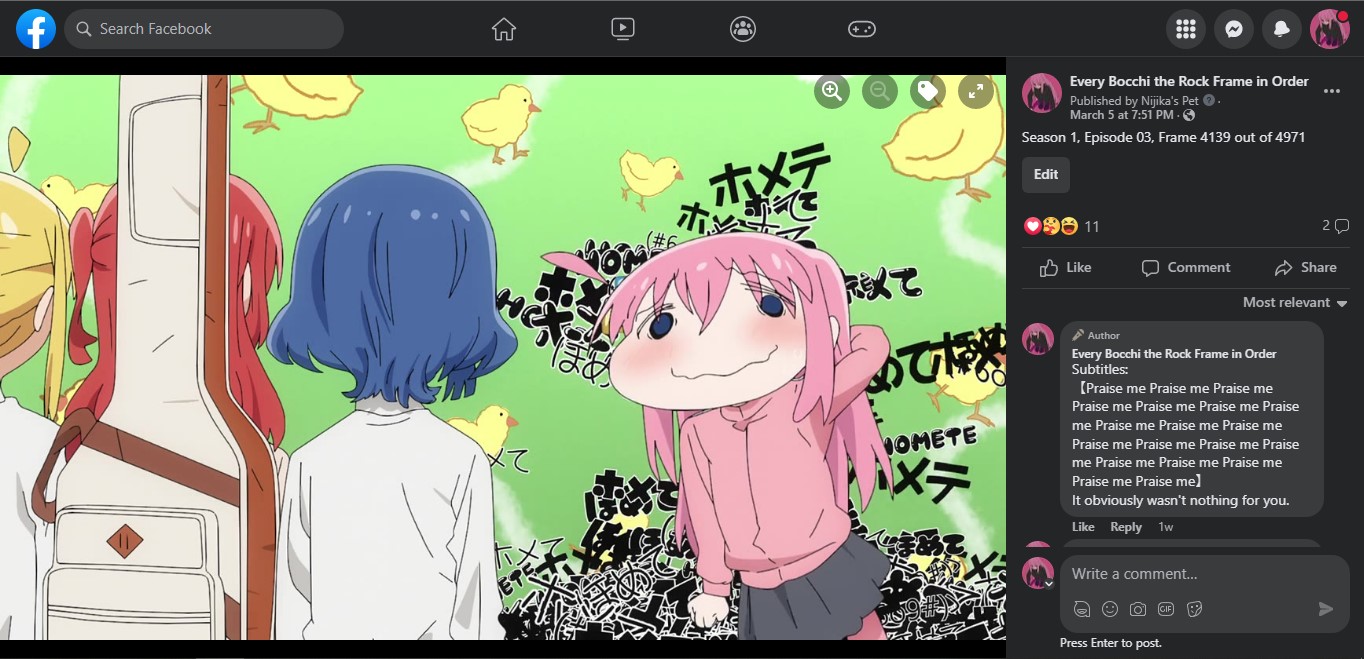 Search Facebook
Every Bocchi the Rock Frame in Order
Published by Nijika's Pet ·
March 5 at 7:51 PM ·
Season 1, Episode 03, Frame 4139 out of 4971
Edit
11
2
Like
Comment
Share
Most relevant
Author
Every Bocchi the Rock Frame in Order
Subtitles:
【Praise me Praise me Praise me
Praise me Praise me Praise me Praise
me Praise me Praise me Praise me
Praise me Praise me Praise me Praise
me Praise me Praise me Praise me
Praise me Praise me】
It obviously wasn't nothing for you.
Like Reply 1w
Write a comment...
GIF
Press Enter to post.
ホメテ
ほめて
HOMETE
ホメテ
ほめて